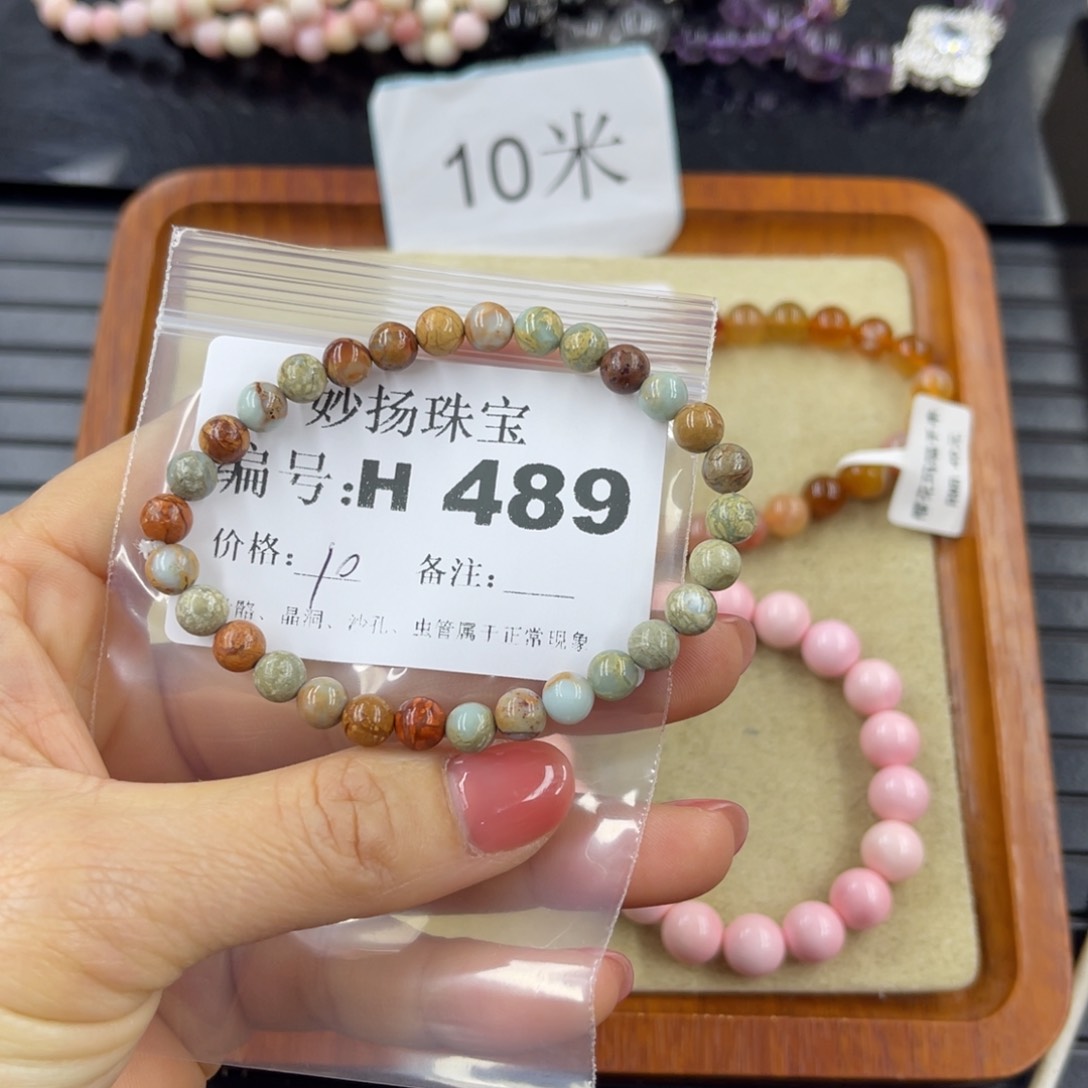 10米
妙扬珠宝
编号:H 489
价格: 10 备注:
晶洞、沙孔、虫管属于正常现象